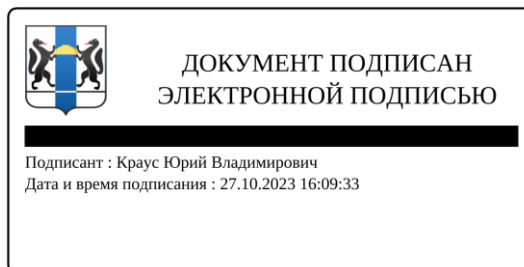 ДОКУМЕНТ ПОДПИСАН
ЭЛЕКТРОННОЙ ПОДПИСЬЮ
Подписант : Краус Юрий Владимирович
Дата и время подписания : 27.10.2023 16:09:33